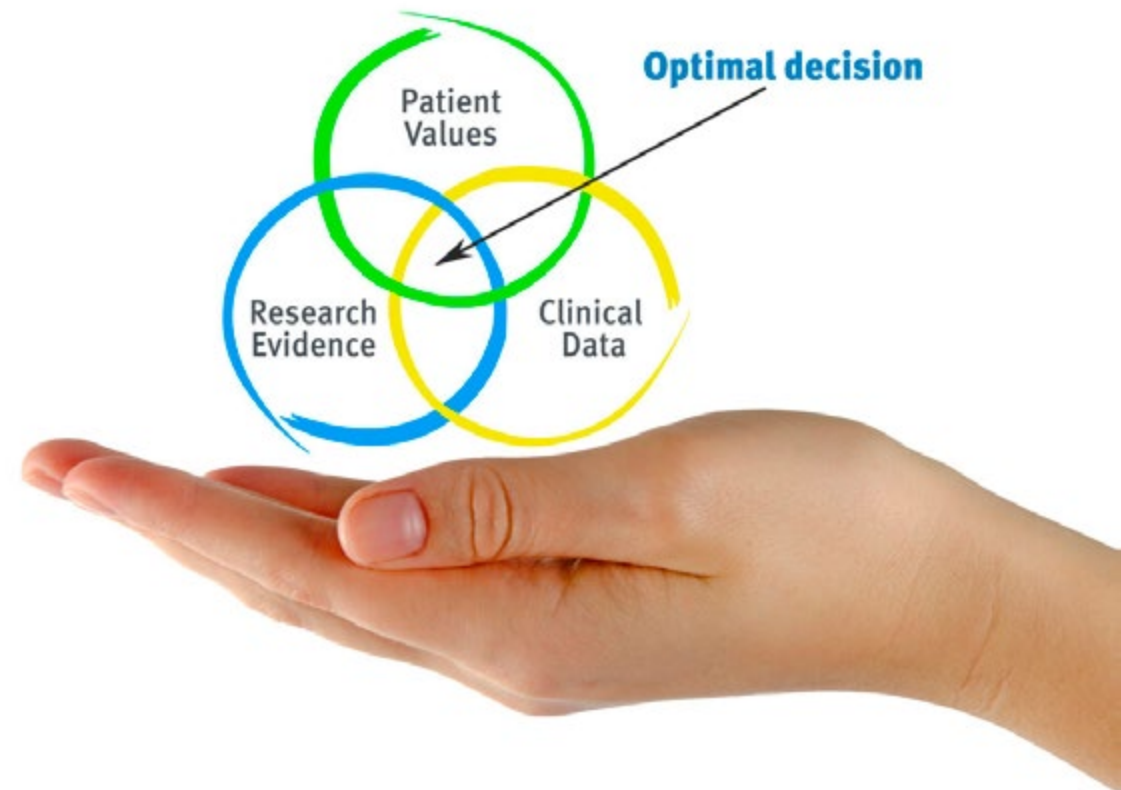 Optimal decision
Patient
Values
Research
Evidence
Clinical
Data